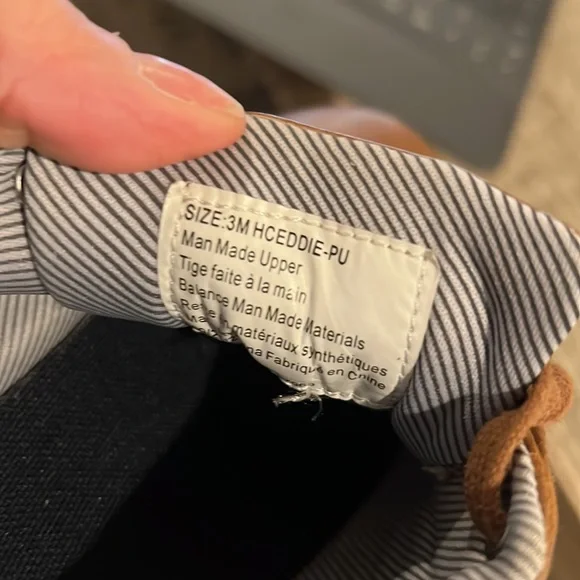 SIZE:3M HCEDDIE-PU
Man Made Upper
Tige faite à la main
Balance Man Made Materials
matériaux synthétiques
Fabriqué en Chine